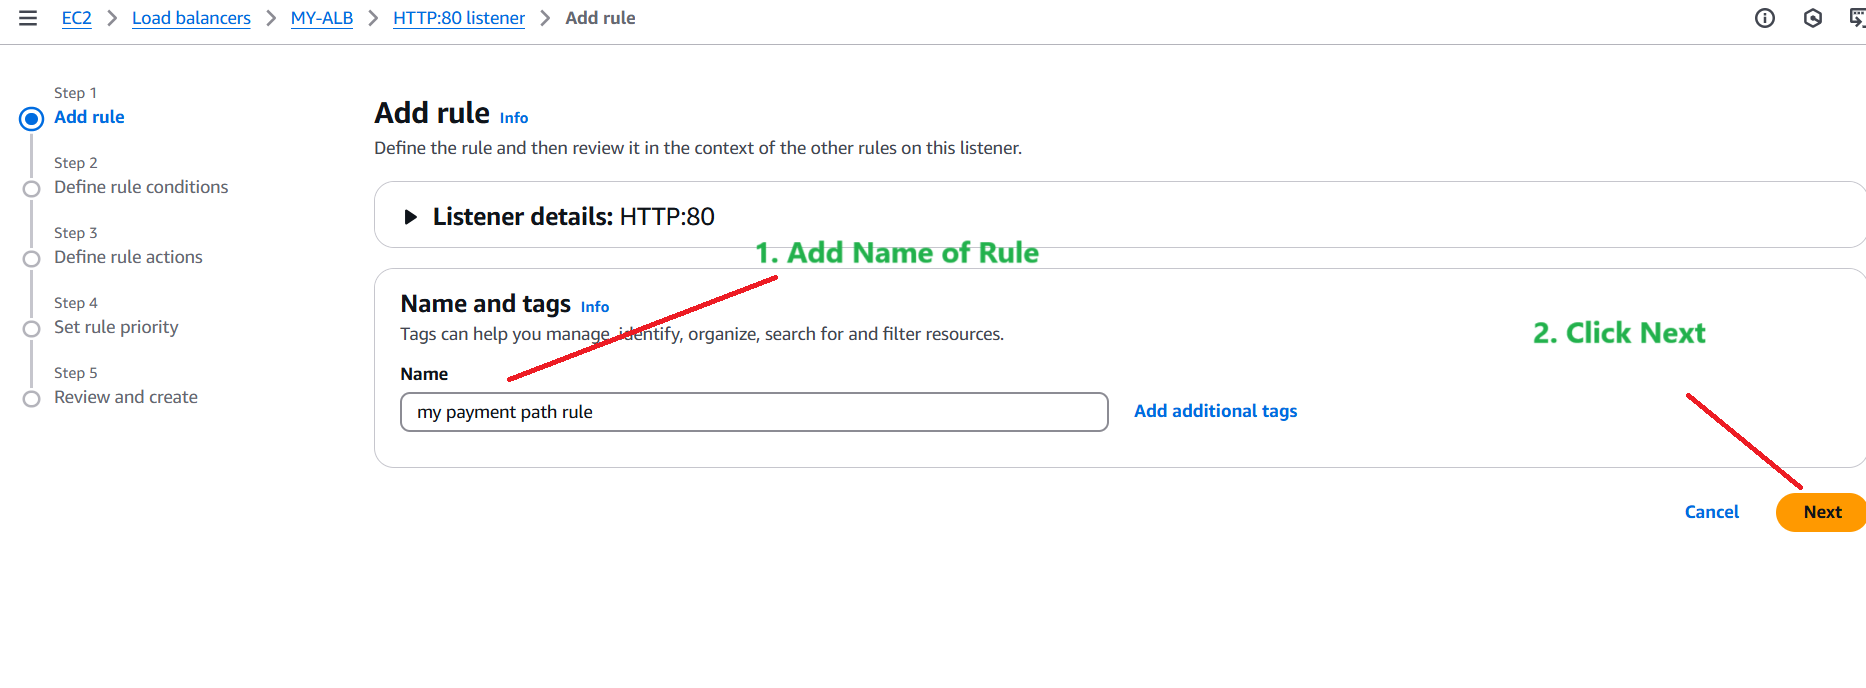 EC2 > Load balancers > MY-ALB > HTTP:80 listener > Add rule
Step 1
Add rule
Step 2
Define rule conditions
Step 3
Define rule actions
Step 4
Set rule priority
Step 5
Review and create
Add rule Info
Define the rule and then review it in the context of the other rules on this listener.
Listener details: HTTP:80
1. Add Name of Rule
Name and tags Info
Tags can help you manage, identify, organize, search for and filter resources.
2. Click Next
Name
my payment path rule
Add additional tags
Cancel
Next